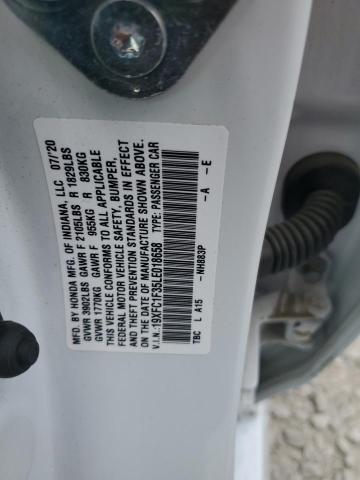 MFD. BY HONDA MFG. OF INDIANA, LLC 07/'20
GVWR 3902LBS GAWR F 2105LBS R 1829LBS
GVWR 1770KG GAWR F 955KG R 830KG
THIS VEHICLE CONFORMS TO ALL APPLICABLE
FEDERAL MOTOR VEHICLE SAFETY, BUMPER,
AND THEFT PREVENTION STANDARDS IN EFFECT
ON THE DATE OF MANUFACTURE SHOWN ABOVE.
V.I.N.:19XFC1F35LE018658 TYPE: PASSENGER CAR
NH883P A E
TBC L A15